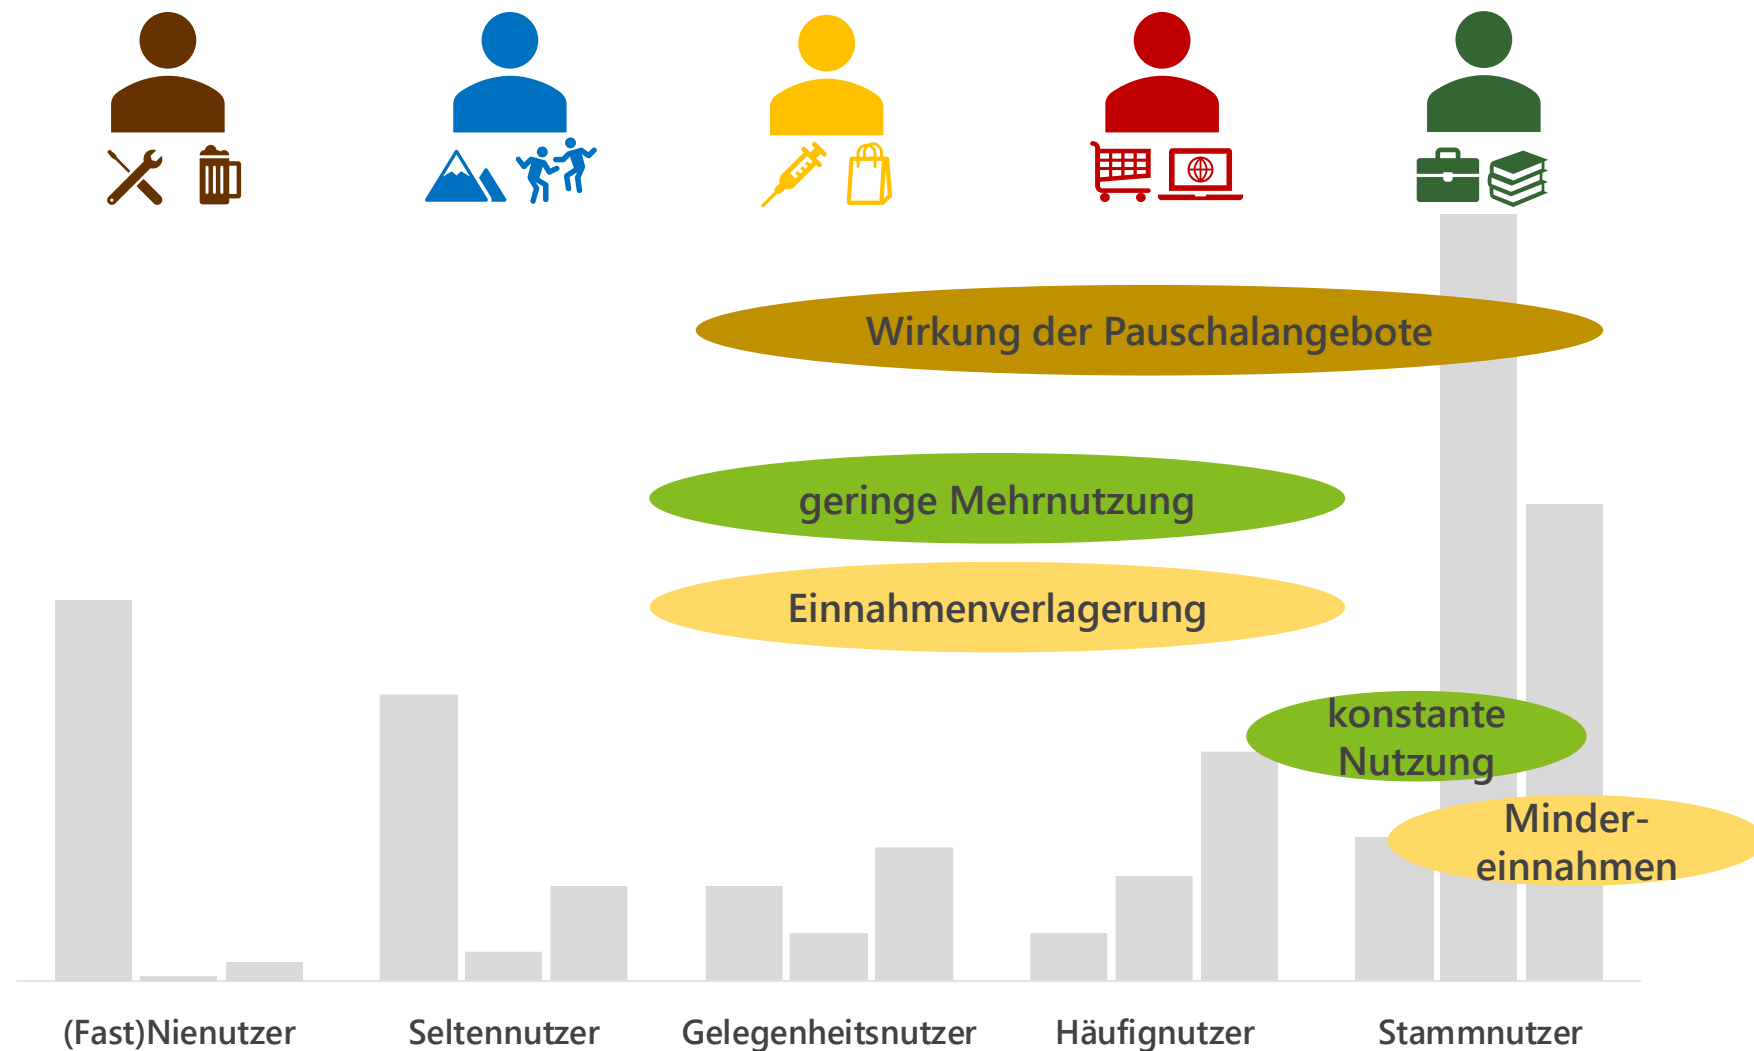 Wirkung der Pauschalangebote
geringe Mehrnutzung
Einnahmenverlagerung
konstante
Nutzung
Minder-
einnahmen
(Fast)Nienutzer
Seltennutzer
Gelegenheitsnutzer
Häufignutzer
Stammnutzer